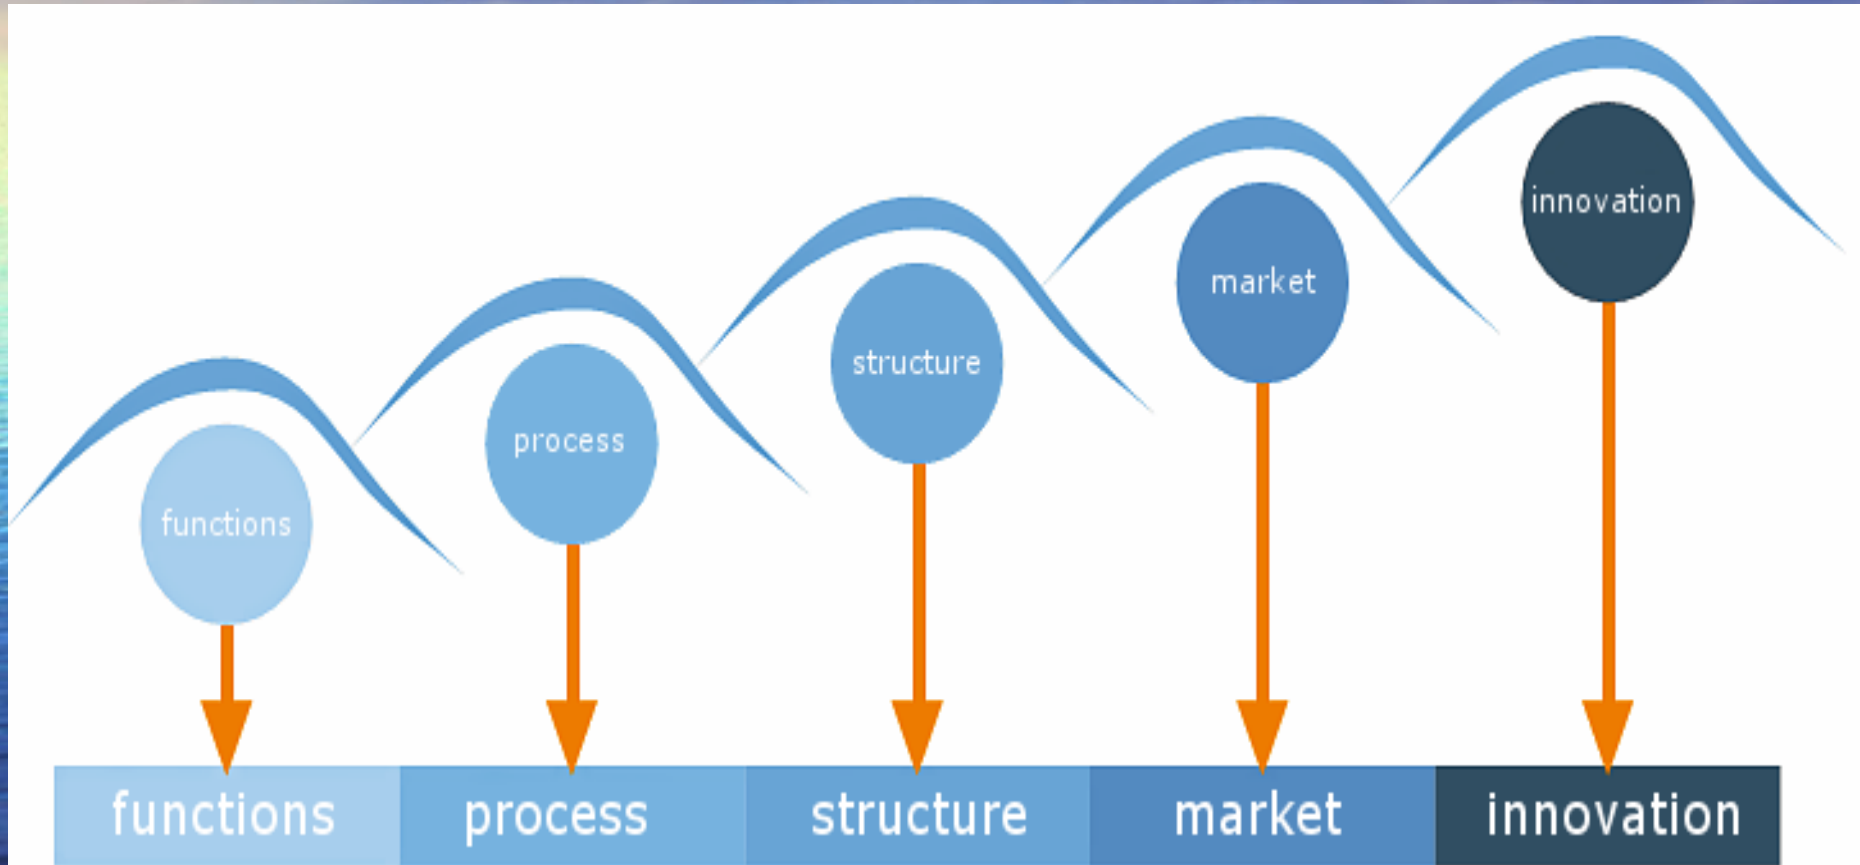 innovation
market
structure
process
functions
functions process structure market innovation